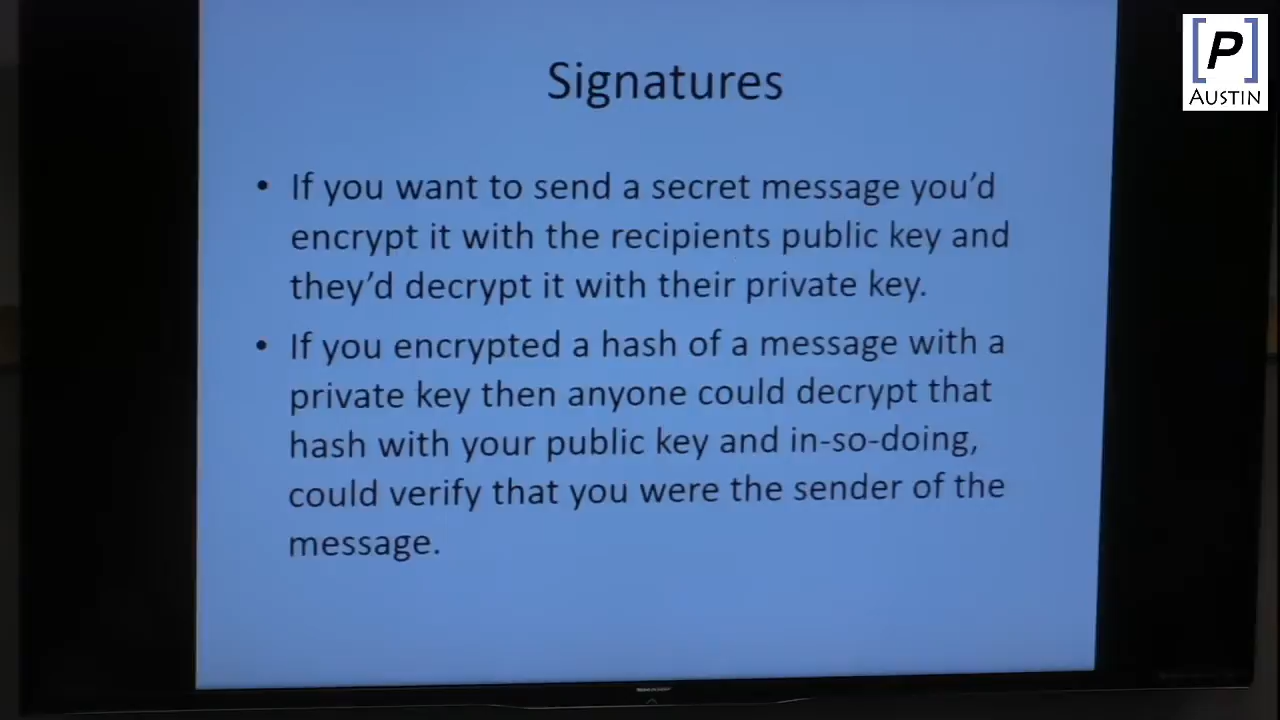 [P]
AUSTIN
Signatures
• If you want to send a secret message you'd
encrypt it with the recipients public key and
they'd decrypt it with their private key.
• If you encrypted a hash of a message with a
private key then anyone could decrypt that
hash with your public key and in-so-doing,
could verify that you were the sender of the
message.